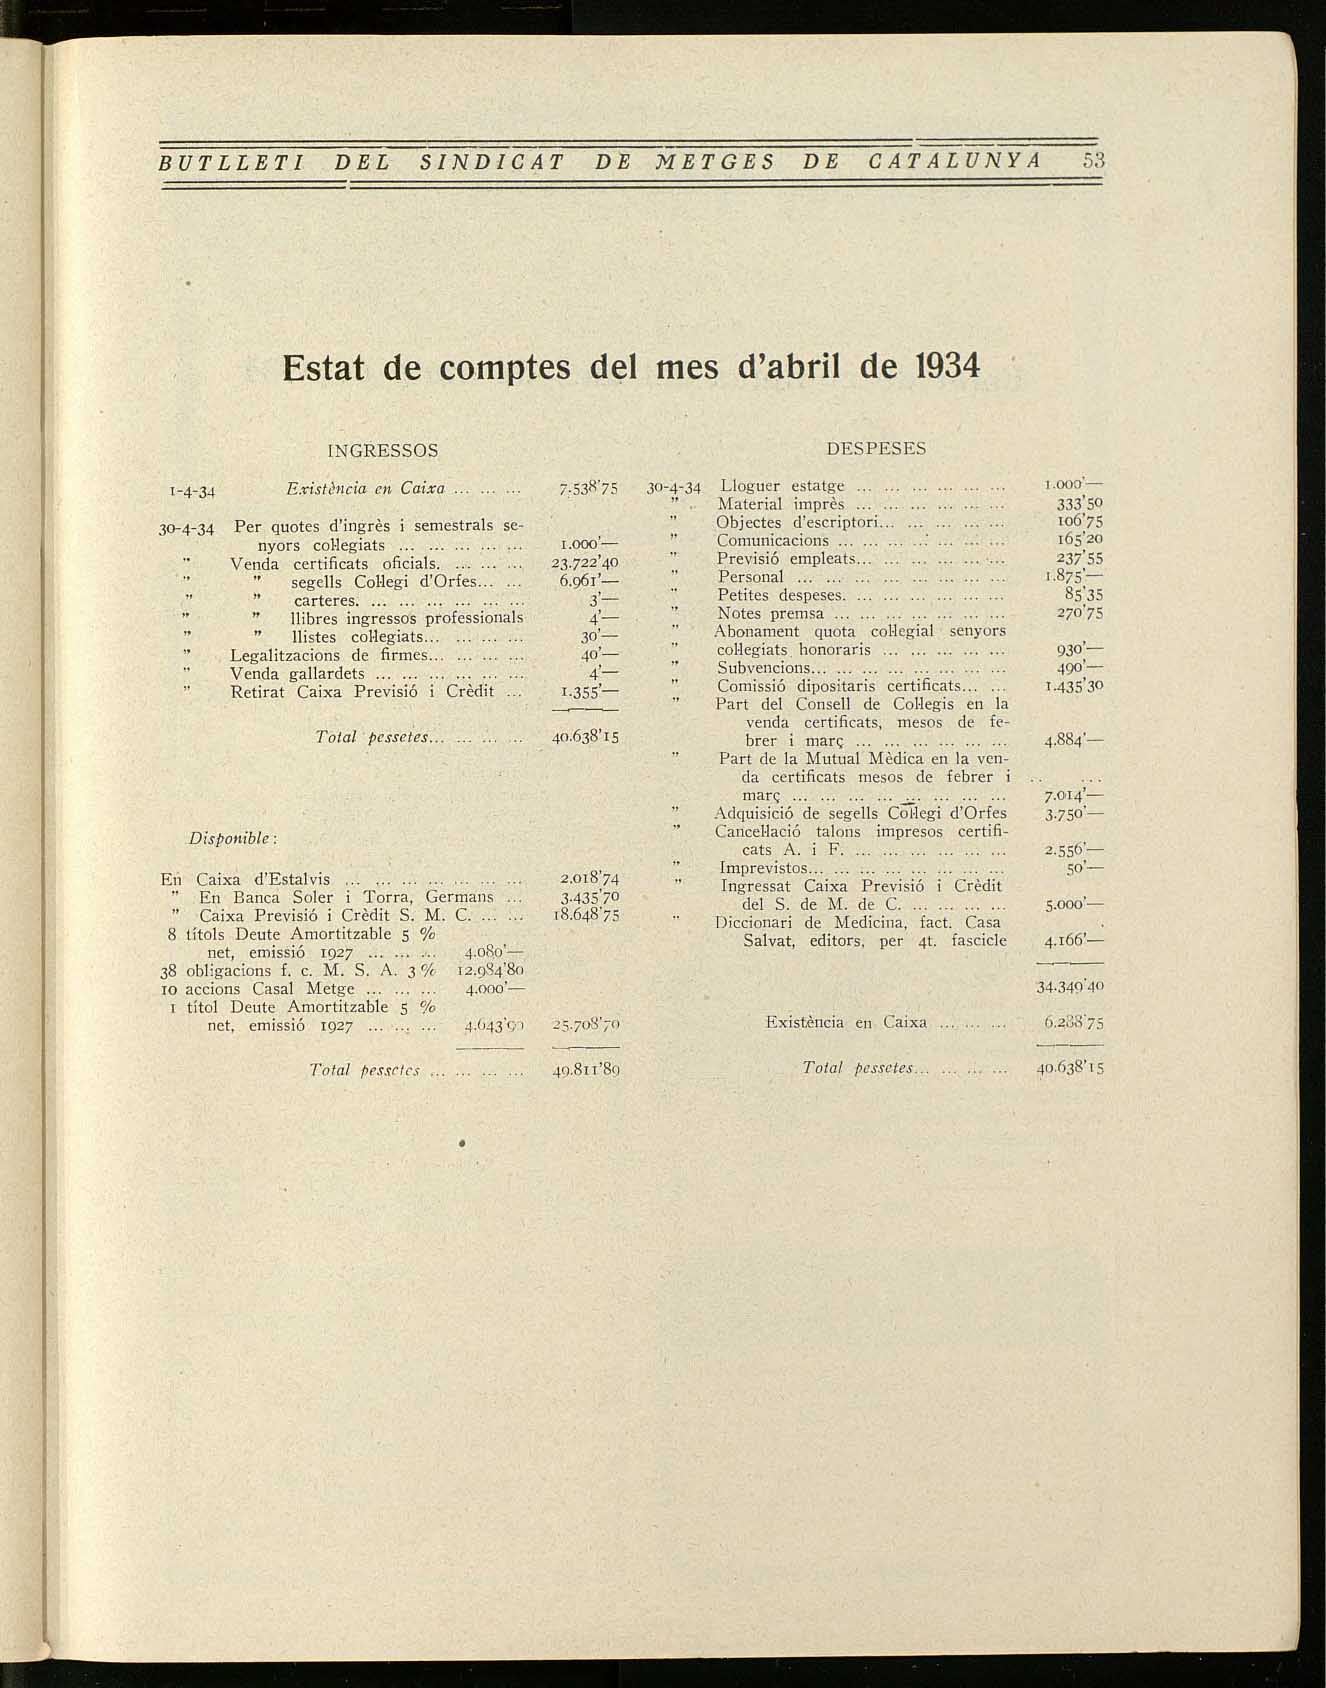 BUTLLETI DEL SINDICAT DE METGES DE CATALUNYA 53
Estat de comptes del mes d'abril de 1934
INGRESSOS
1-4-34 Existència en Caixa ... ... ... 7.538'75
30-4-34 Per quotes d'ingrès i semestrals se-
nyors col·legiats ... ... ... ... ... 1.000'—
" Venda certificats oficials. ... ... ... 23.722'40
" " segells Col·legi d'Orfes... ... 6.961'—
" " carteres. ... ... ... ... ... ... 3'—
" " llibres ingressos professionals 4'—
" " llistes col·legiats... ... ... ... 30'—
" Legalitzacions de firmes... ... ... ... 40'—
" Venda gallardets ... ... ... ... ... ... 4'—
" Retirat Caixa Previsió i Crèdit ... 1.355'—
Total pessetes... ... ... ... 40.638'15
Disponible:
En Caixa d'Estalvis ... ... ... ... ... ... ... 2.018'74
" En Banca Soler i Torra, Germans ... 3.435'70
" Caixa Previsió i Crèdit S. M. C. ... ... 18.648'75
8 títols Deute Amortitzable 5 %
net, emissió 1927 ... ... ... 4.080'—
38 obligacions f. c. M. S. A. 3 % 12.984'80
10 accions Casal Metge ... ... ... 4.000'—
1 títol Deute Amortitzable 5 %
net, emissió 1927 ... ... ... 4.643'90 25.708'70
Total pessetes ... ... ... ... 49.811'89
DESPESES
30-4-34 Lloguer estatge ... ... ... ... ... ... 1.000'—
" Material imprès ... ... ... ... ... ... 333'50
" Objectes d'escriptori... ... ... ... ... 106'75
" Comunicacions ... ... ... ... ... ... 165'20
" Previsió empleats... ... ... ... ... ... 237'55
" Personal ... ... ... ... ... ... ... ... 1.875'—
" Petites despeses. ... ... ... ... ... ... 85'35
" Notes premsa ... ... ... ... ... ... ... 270'75
" Abonament quota col·legial senyors
" col·legiats honoraris ... ... ... ... ... 930'—
" Subvencions... ... ... ... ... ... ... ... 490'—
" Comissió dipositaris certificats... ... 1.435'30
" Part del Consell de Col·legis en la
venda certificats, mesos de fe-
brer i març ... ... ... ... ... ... 4.884'—
" Part de la Mutual Mèdica en la ven-
da certificats mesos de febrer i
març ... ... ... ... ... ... ... ... 7.014'—
" Adquisició de segells Col·legi d'Orfes 3.750'—
" Cancel·lació talons impresos certifi-
cats A. i F. ... ... ... ... ... ... 2.556'—
" Imprevistos... ... ... ... ... ... ... ... 50'—
" Ingressat Caixa Previsió i Crèdit
del S. de M. de C. ... ... ... ... 5.000'—
" Diccionari de Medicina, fact. Casa
Salvat, editors, per 4t. fascicle 4.166'—
34.349'40
Existència en Caixa ... ... ... 6.288'75
Total pessetes... ... ... ... 40.638'15